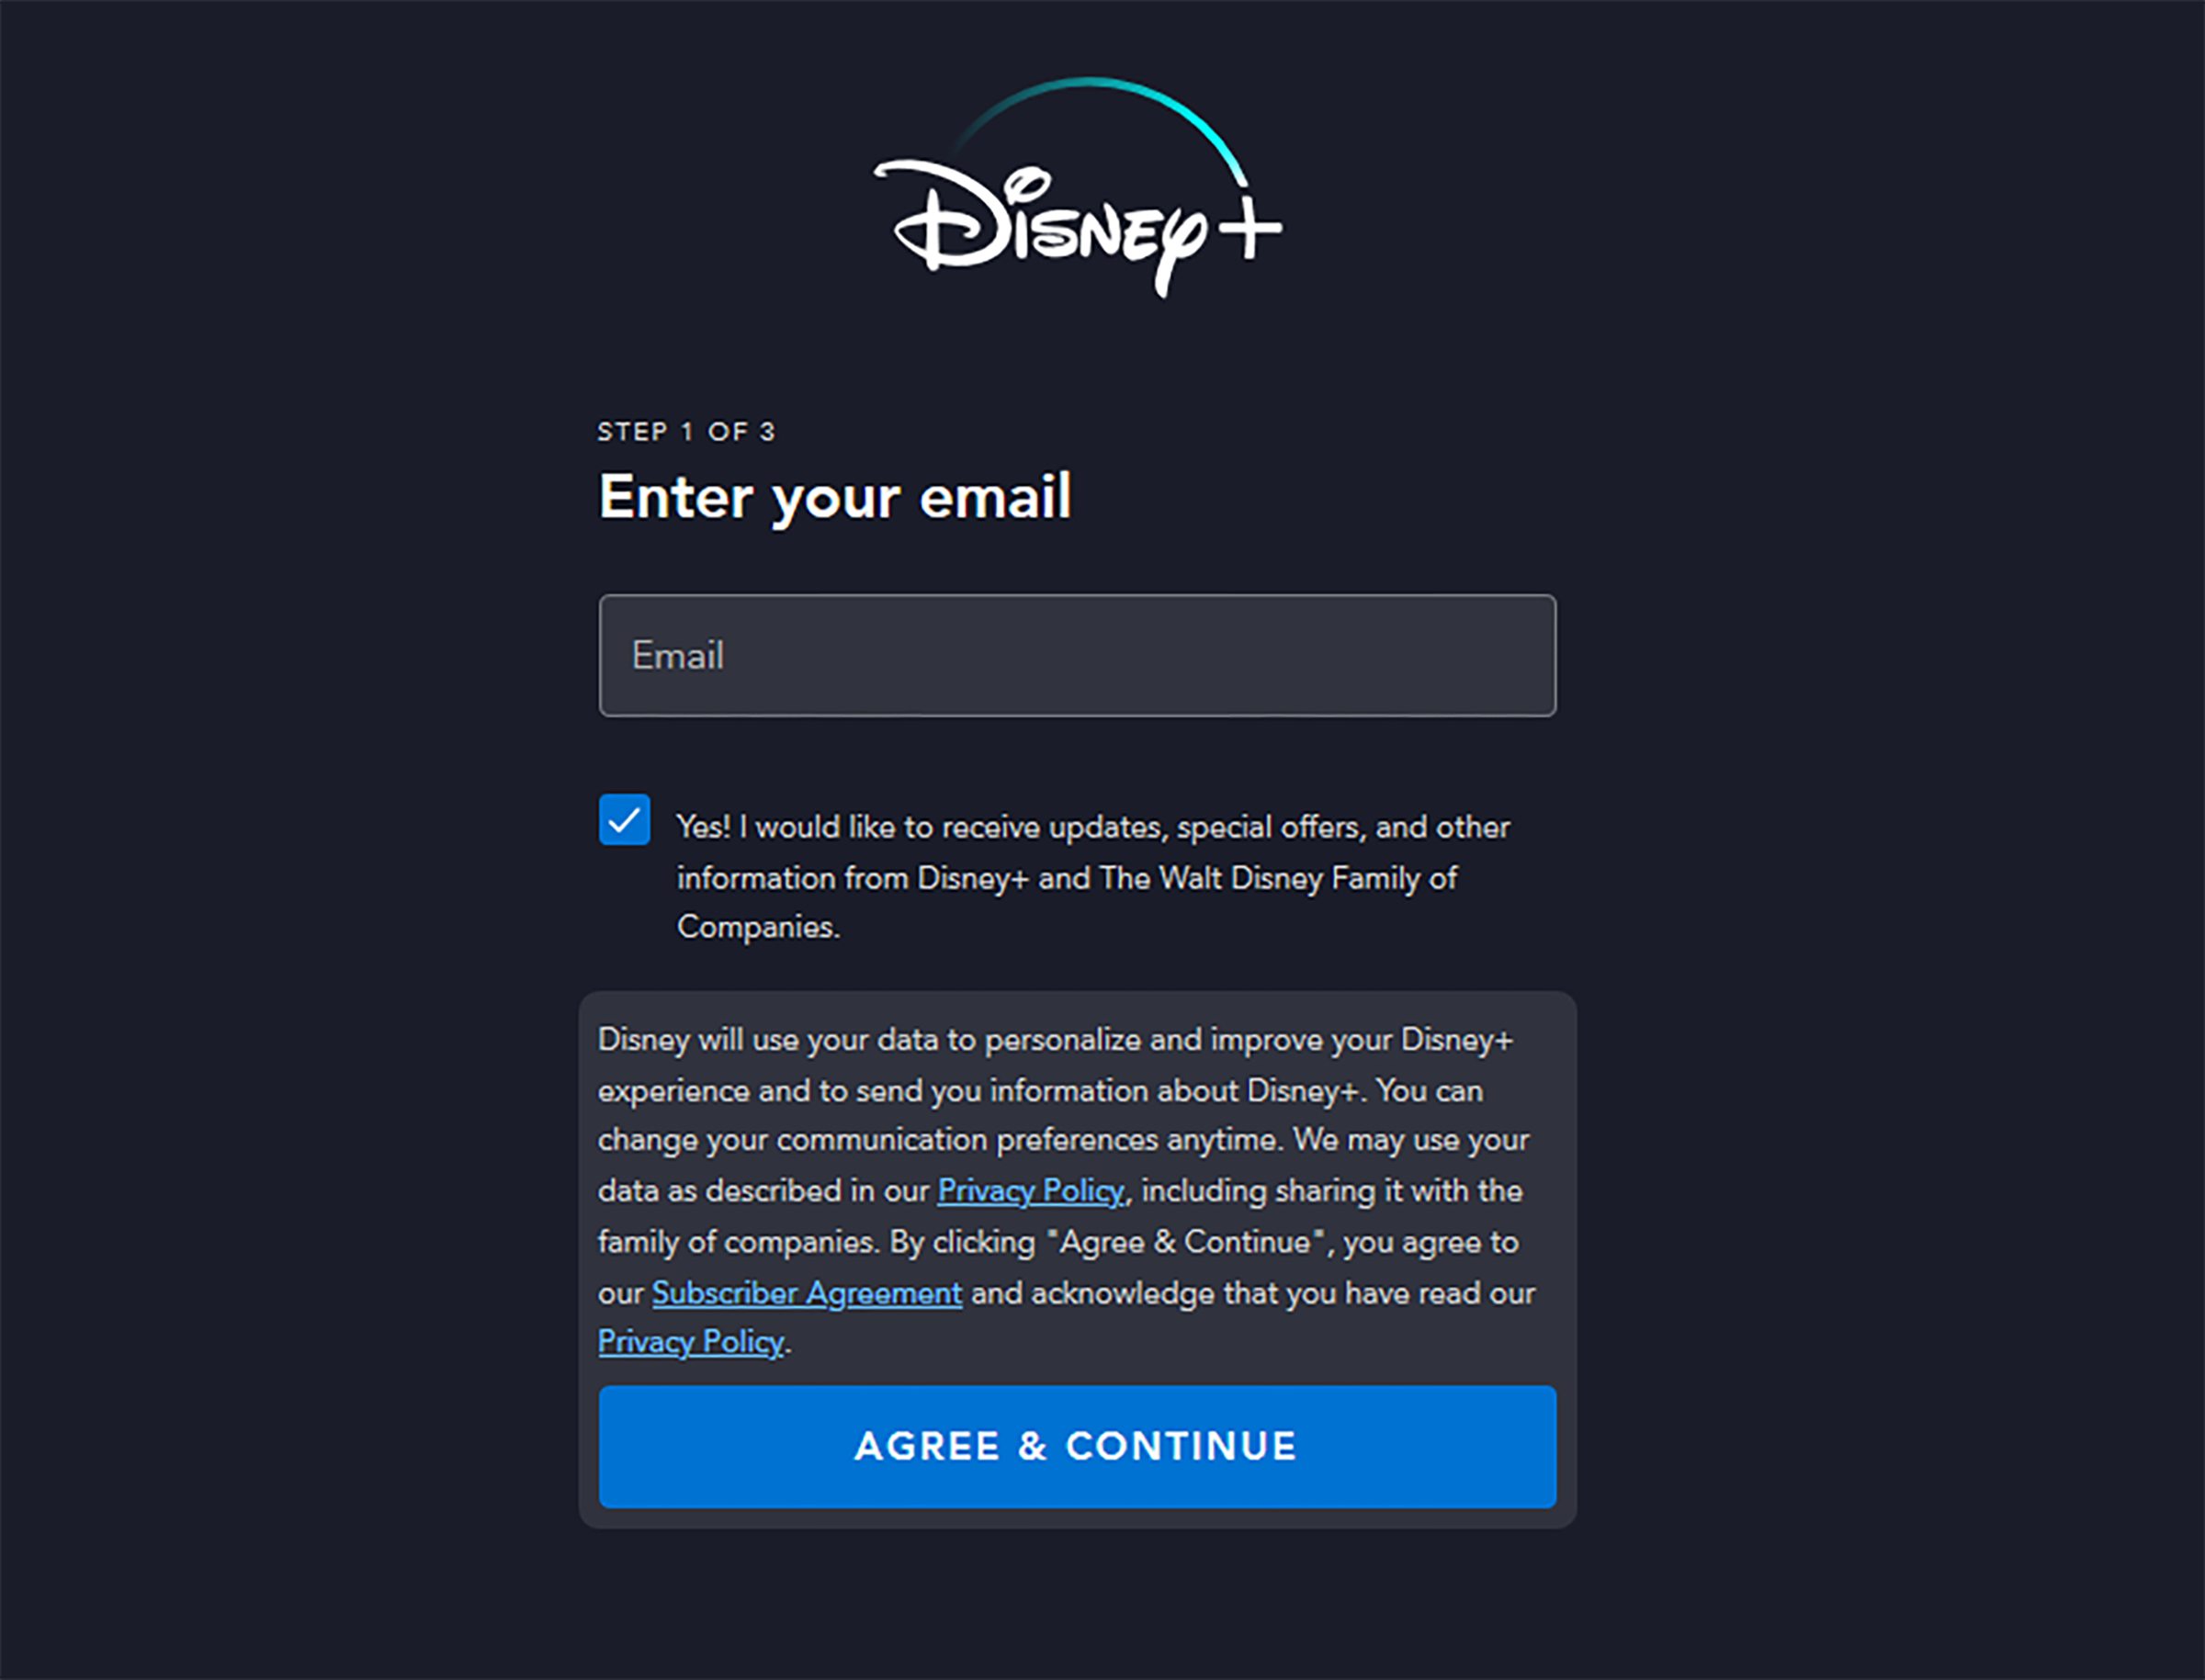 Disney+
STEP 1 OF 3
Enter your email
Email
Yes! I would like to receive updates, special offers, and other
information from Disney+ and The Walt Disney Family of
Companies.
Disney will use your data to personalize and improve your Disney+
experience and to send you information about Disney+. You can
change your communication preferences anytime. We may use your
data as described in our Privacy Policy, including sharing it with the
family of companies. By clicking "Agree & Continue", you agree to
our Subscriber Agreement and acknowledge that you have read our
Privacy Policy.
AGREE & CONTINUE